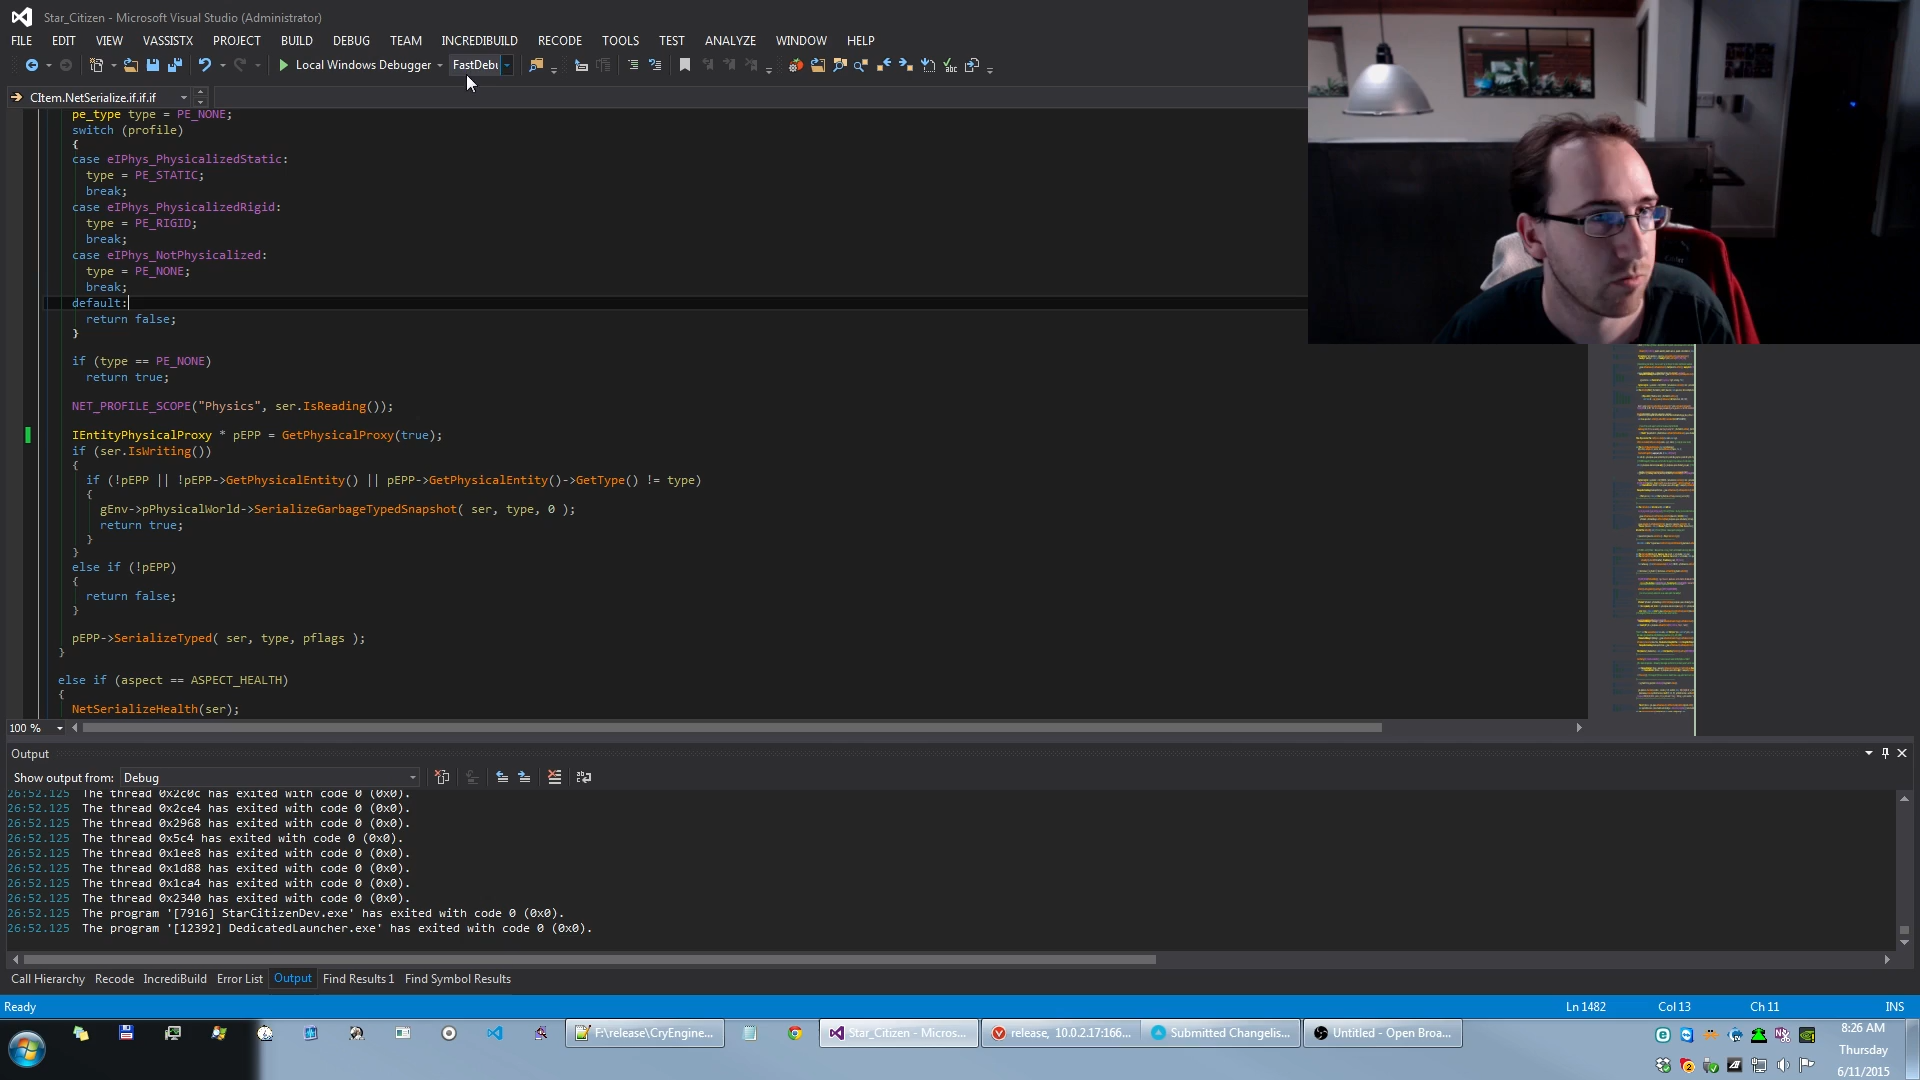 Star_Citizen - Microsoft Visual Studio (Administrator)
FILE EDIT VIEW VASSISTX PROJECT BUILD DEBUG TEAM INCREDIBUILD RECODE TOOLS TEST ANALYZE WINDOW HELP
Local Windows Debugger FastDebu
CItem.NetSerialize.if.if.if
pe_type type = PE_NONE;
switch (profile)
{
case eIPhys_PhysicalizedStatic:
type = PE_STATIC;
break;
case eIPhys_PhysicalizedRigid:
type = PE_RIGID;
break;
case eIPhys_NotPhysicalized:
type = PE_NONE;
break;
default:
return false;
}
if (type == PE_NONE)
return true;
NET_PROFILE_SCOPE("Physics", ser.IsReading());
IEntityPhysicalProxy * pEPP = GetPhysicalProxy(true);
if (ser.IsWriting())
{
if (!pEPP || !pEPP->GetPhysicalEntity() || pEPP->GetPhysicalEntity()->GetType() != type)
{
gEnv->pPhysicalWorld->SerializeGarbageTypedSnapshot( ser, type, 0 );
return true;
}
}
else if (!pEPP)
{
return false;
}
pEPP->SerializeTyped( ser, type, pflags );
}
else if (aspect == ASPECT_HEALTH)
{
NetSerializeHealth(ser);
100 %
Output
Show output from: Debug
26:52.125 The thread 0x2c0c has exited with code 0 (0x0).
26:52.125 The thread 0x2ce4 has exited with code 0 (0x0).
26:52.125 The thread 0x2968 has exited with code 0 (0x0).
26:52.125 The thread 0x5c4 has exited with code 0 (0x0).
26:52.125 The thread 0x1ee8 has exited with code 0 (0x0).
26:52.125 The thread 0x1d88 has exited with code 0 (0x0).
26:52.125 The thread 0x1ca4 has exited with code 0 (0x0).
26:52.125 The thread 0x2340 has exited with code 0 (0x0).
26:52.125 The program '[7916] StarCitizenDev.exe' has exited with code 0 (0x0).
26:52.125 The program '[12392] DedicatedLauncher.exe' has exited with code 0 (0x0).
Call Hierarchy Recode IncrediBuild Error List Output Find Results 1 Find Symbol Results
Ready Ln 1482 Col 13 Ch 11 INS
F:\release\CryEngine... Star_Citizen - Micros... release, 10.0.2.17:166... Submitted Changelis... Untitled - Open Broa...
8:26 AM
Thursday
6/11/2015